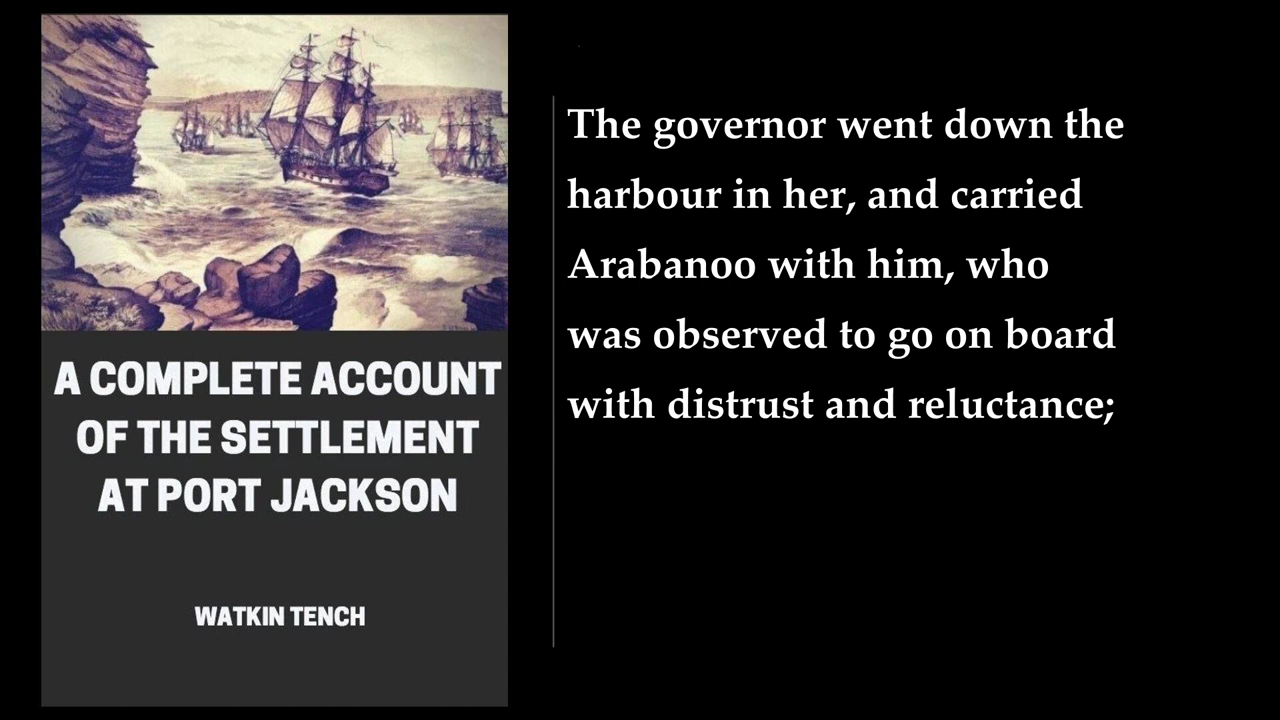 A COMPLETE ACCOUNT
OF THE SETTLEMENT
AT PORT JACKSON
WATKIN TENCH
The governor went down the
harbour in her, and carried
Arabanoo with him, who
was observed to go on board
with distrust and reluctance;